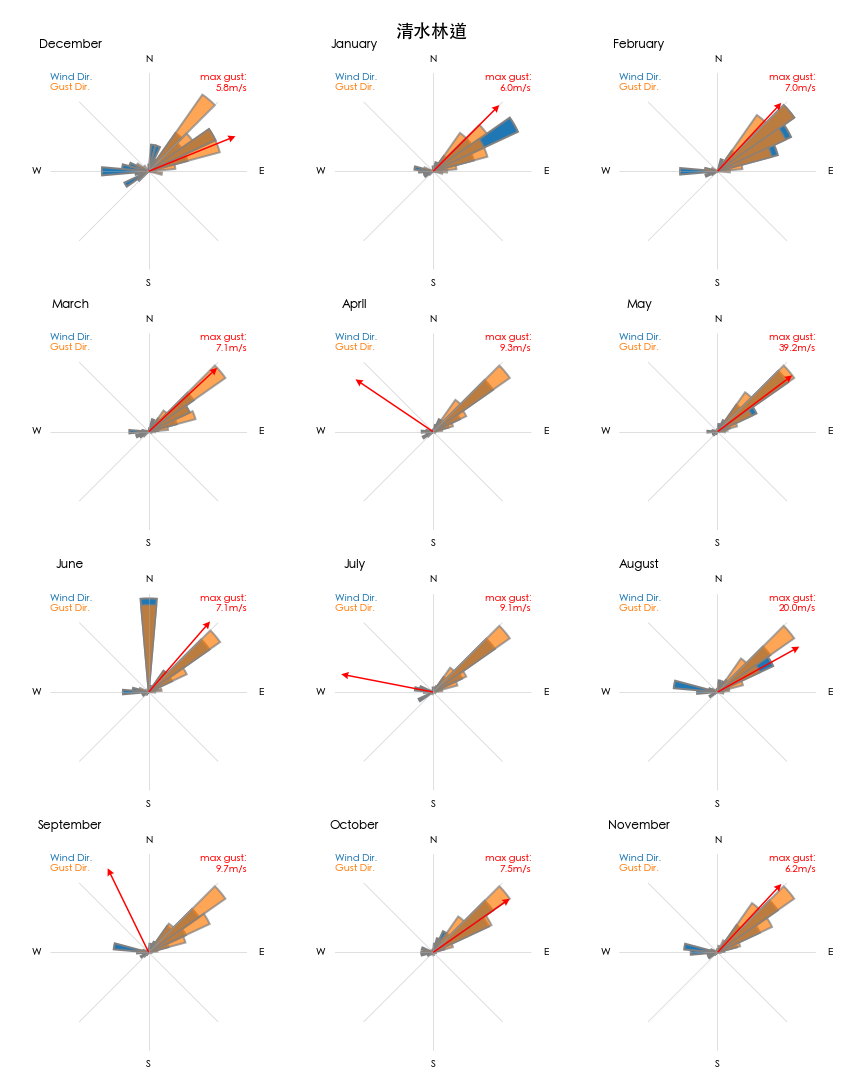 清水林道
December
N
Wind Dir.
Gust Dir.
max gust:
5.8m/s
W
E
S
January
N
Wind Dir.
Gust Dir.
max gust:
6.0m/s
W
E
S
February
N
Wind Dir.
Gust Dir.
max gust:
7.0m/s
W
E
S
March
N
Wind Dir.
Gust Dir.
max gust:
7.1m/s
W
E
S
April
N
Wind Dir.
Gust Dir.
max gust:
9.3m/s
W
E
S
May
N
Wind Dir.
Gust Dir.
max gust:
39.2m/s
W
E
S
June
N
Wind Dir.
Gust Dir.
max gust:
7.1m/s
W
E
S
July
N
Wind Dir.
Gust Dir.
max gust:
9.1m/s
W
E
S
August
N
Wind Dir.
Gust Dir.
max gust:
20.0m/s
W
E
S
September
N
Wind Dir.
Gust Dir.
max gust:
9.7m/s
W
E
S
October
N
Wind Dir.
Gust Dir.
max gust:
7.5m/s
W
E
S
November
N
Wind Dir.
Gust Dir.
max gust:
6.2m/s
W
E
S